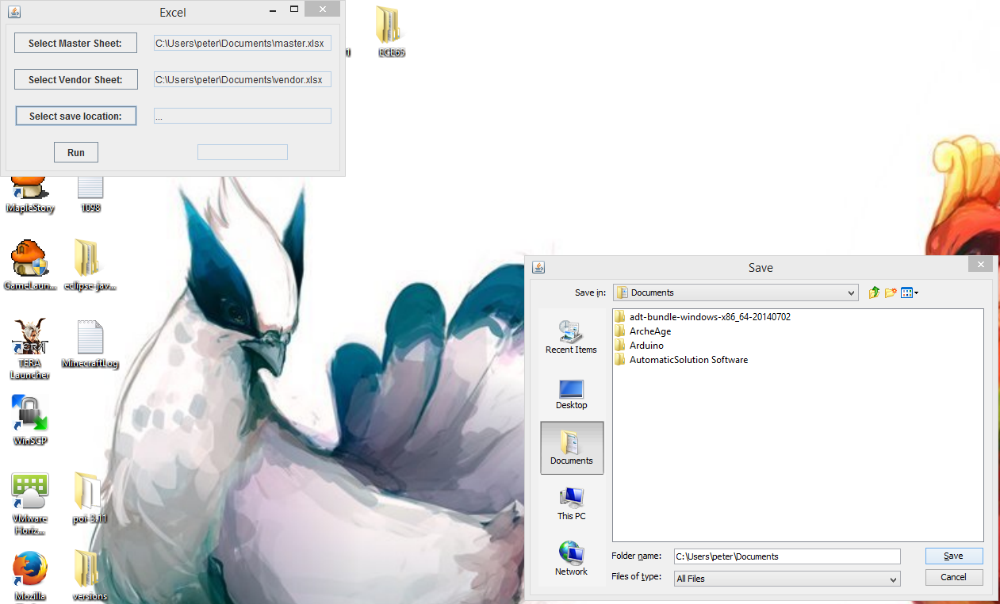 Excel
Select Master Sheet:
C:\Users\peter\Documents\master.xlsx
Select Vendor Sheet:
C:\Users\peter\Documents\vendor.xlsx
Select save location:
...
Run
ECE65
MapleStory
1098
GameLaun...
eclipse-jav...
TERA
Launcher
MinecraftLog
WinSCP
VMware
Horiz...
poi-3.11
Mozilla
versions
Save
Save in:
Documents
adt-bundle-windows-x86_64-20140702
ArcheAge
Arduino
AutomaticSolution Software
Recent Items
Desktop
Documents
This PC
Network
Folder name:
C:\Users\peter\Documents
Save
Files of type:
All Files
Cancel